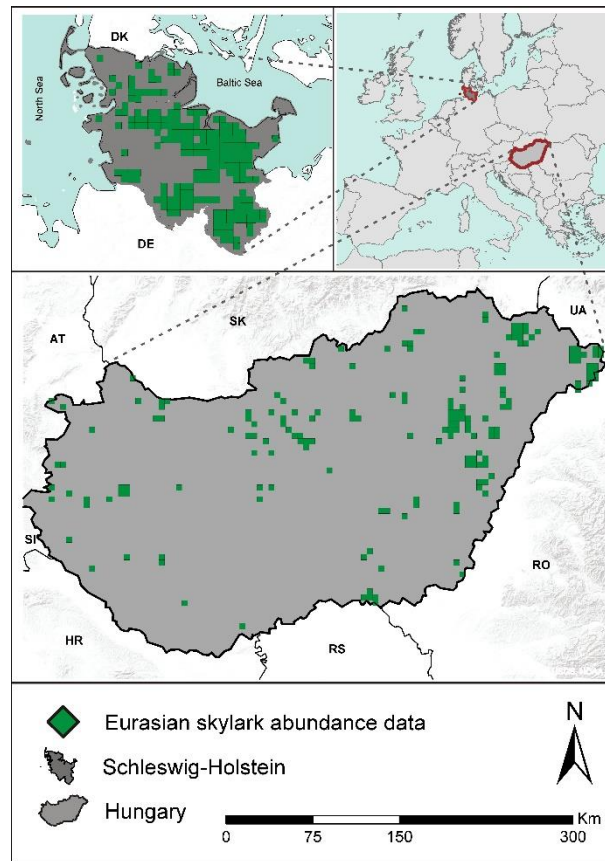 DK
North Sea
Baltic Sea
DE
AT
SK
UA
SI
HR
RS
RO
Eurasian skylark abundance data
Schleswig-Holstein
Hungary
N
Km
0 75 150 300